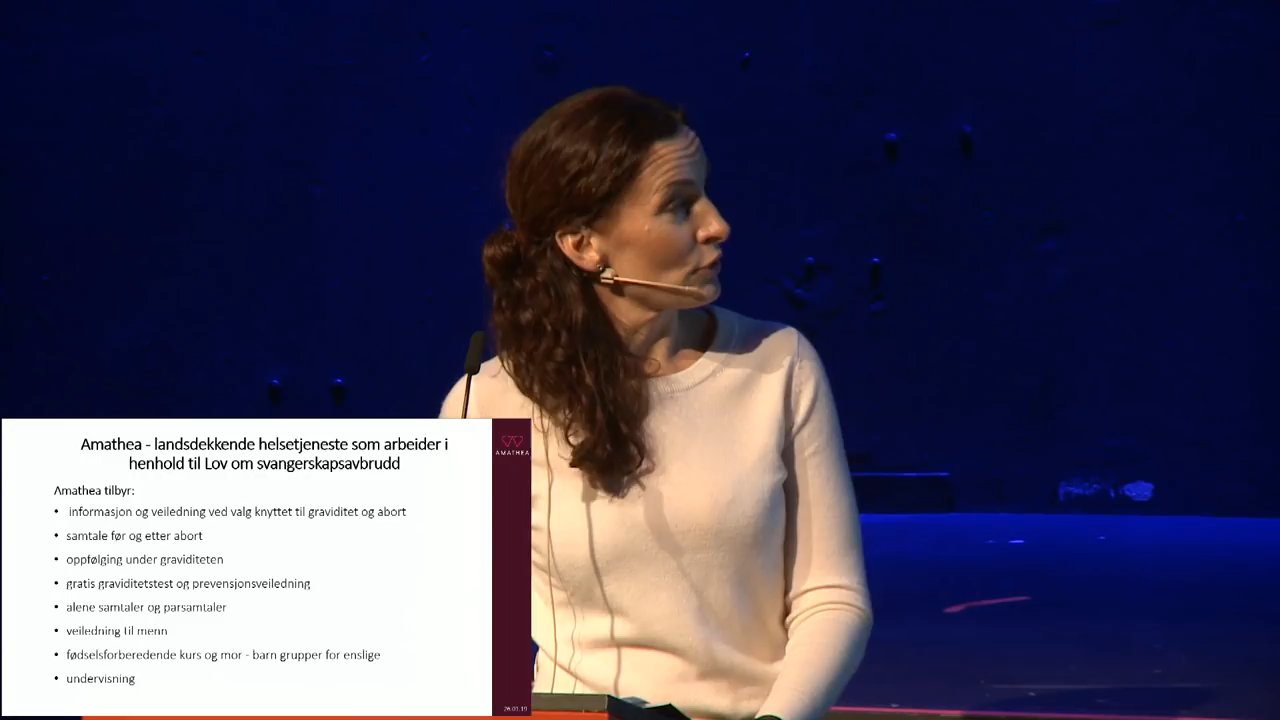 Amathea - landsdekkende helsetjeneste som arbeider i
henhold til Lov om svangerskapsavbrudd
AMATHEA
Amathea tilbyr:
• informasjon og veiledning ved valg knyttet til graviditet og abort
• samtale før og etter abort
• oppfølging under graviditeten
• gratis graviditetstest og prevensjonsveiledning
• alene samtaler og parsamtaler
• veiledning til menn
• fødselsforberedende kurs og mor - barn grupper for enslige
• undervisning